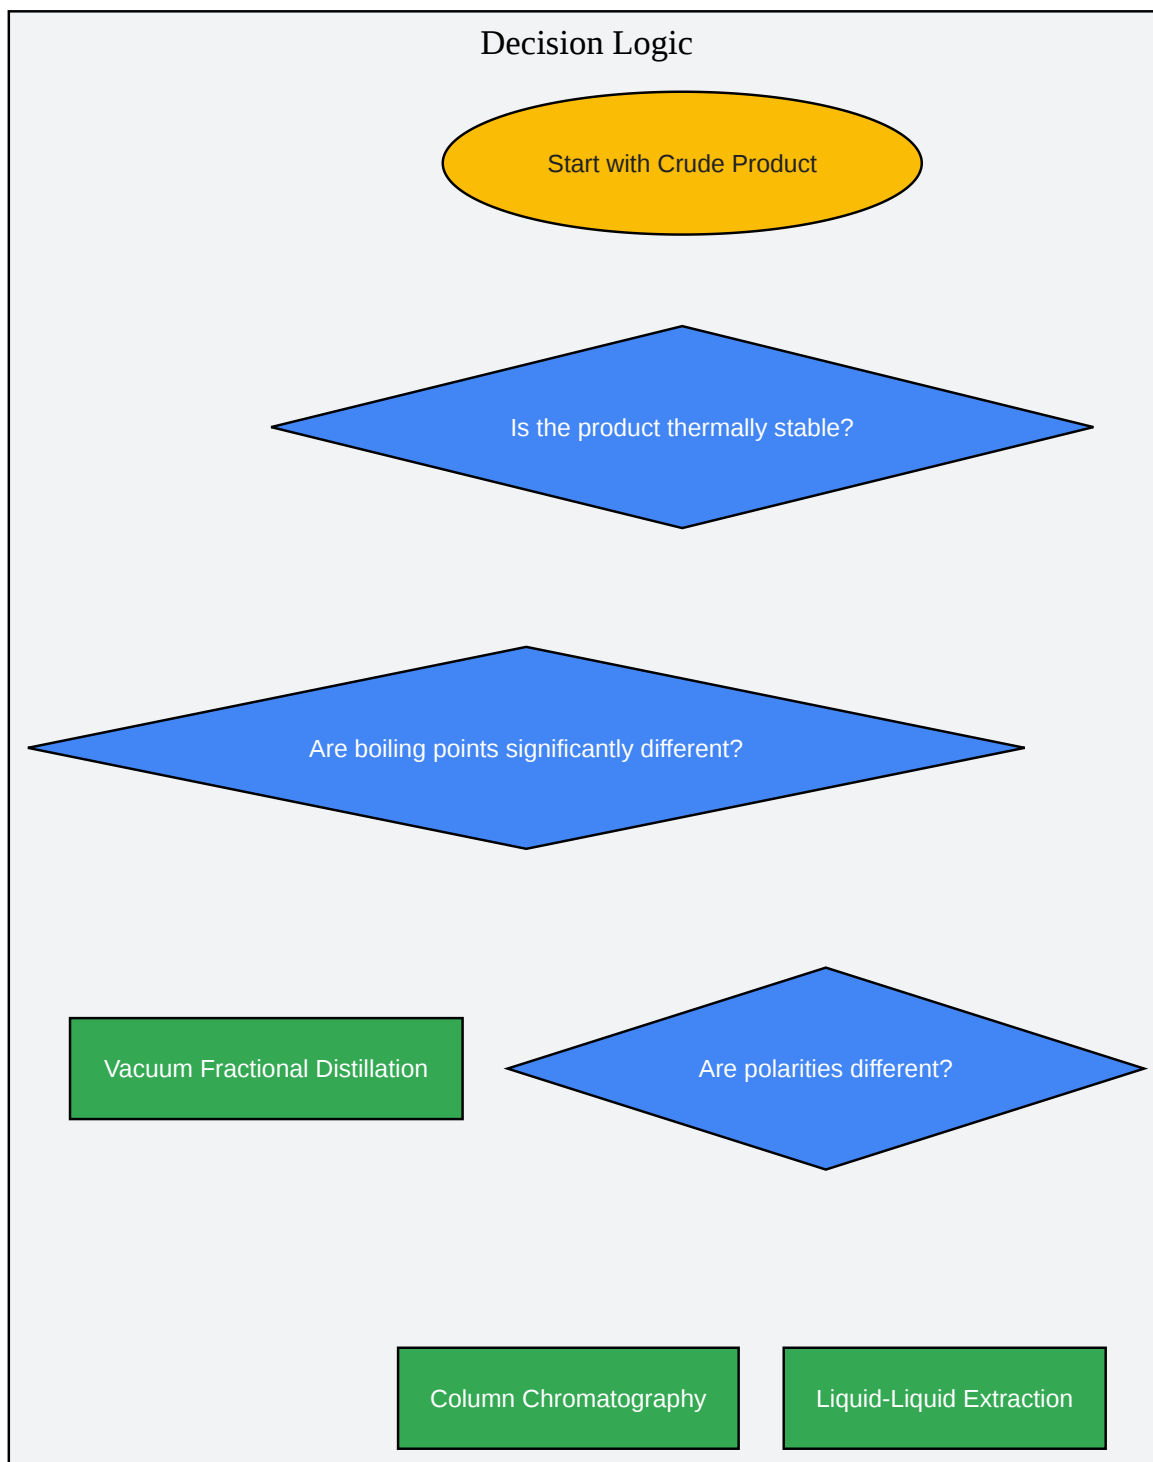 Decision Logic
Start with Crude Product
Is the product thermally stable?
Are boiling points significantly different?
Vacuum Fractional Distillation
Are polarities different?
Column Chromatography
Liquid-Liquid Extraction